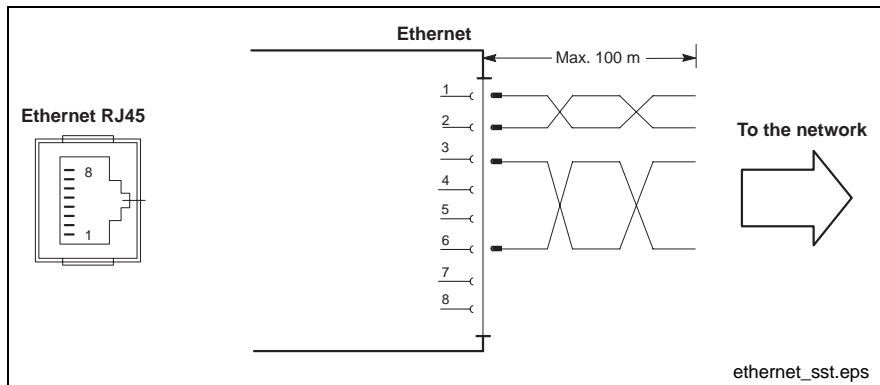 Ethernet
Max. 100 m
Ethernet RJ45
8
1
1
2
3
4
5
6
7
8
To the network
ethernet_sst.eps